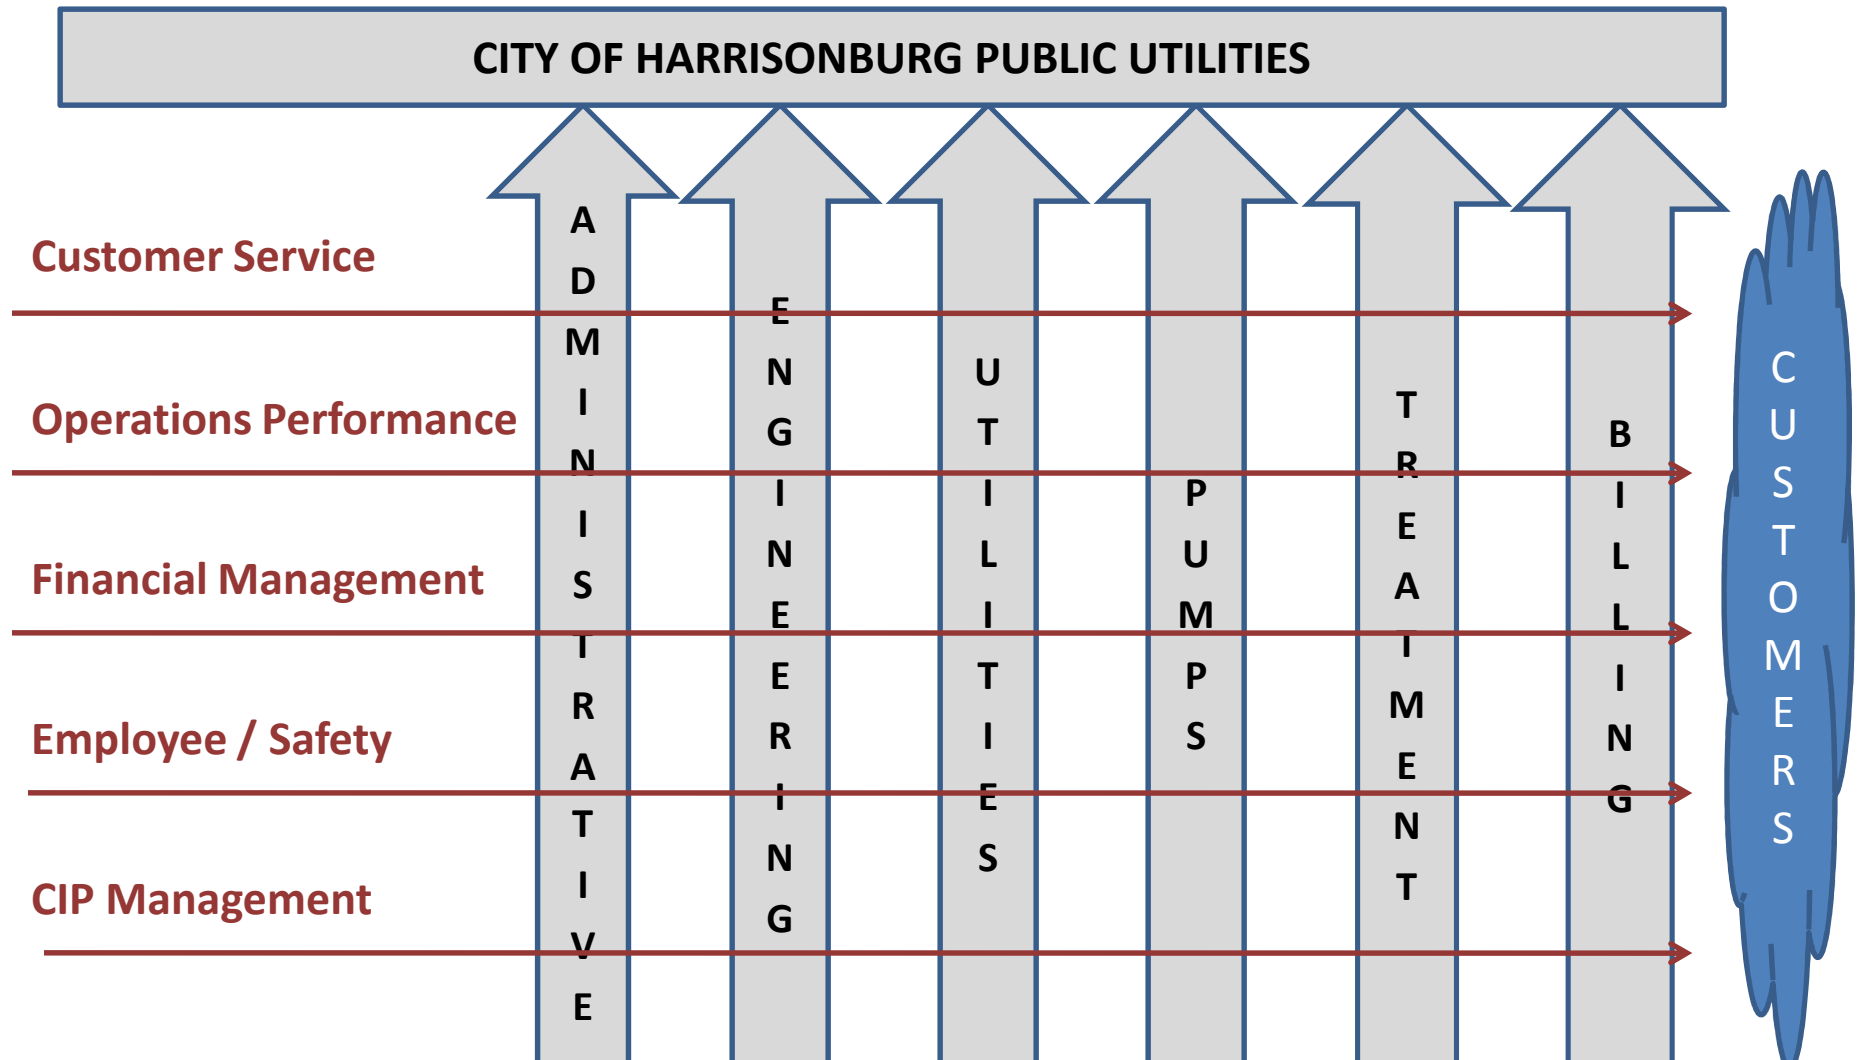 CITY OF HARRISONBURG PUBLIC UTILITIES
Customer Service
Operations Performance
Financial Management
Employee / Safety
CIP Management
ADMINISTRATIVE
ENGINEERING
UTILITIES
PUMPS
TREATMENT
BILLING
CUSTOMERS